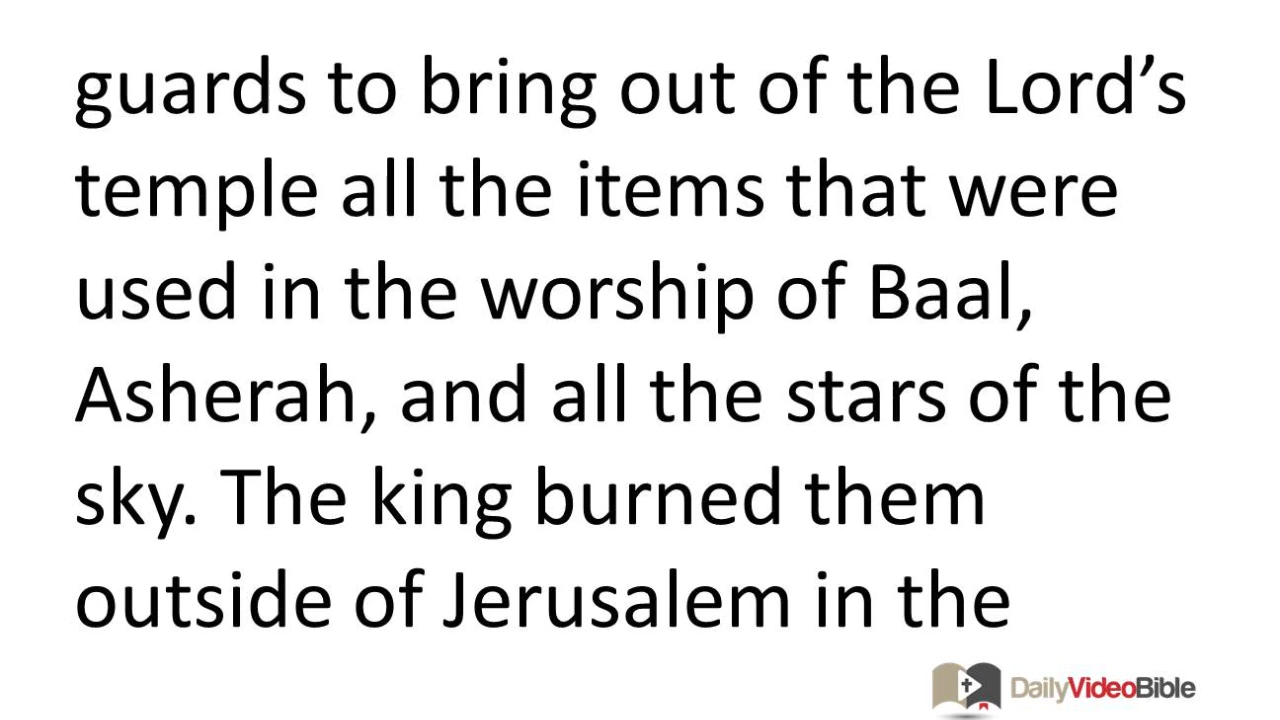 guards to bring out of the Lord’s
temple all the items that were
used in the worship of Baal,
Asherah, and all the stars of the
sky. The king burned them
outside of Jerusalem in the
DailyVideoBible